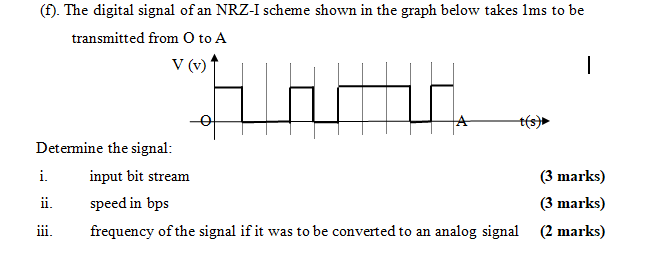 (f). The digital signal of an NRZ-I scheme shown in the graph below takes 1ms to be
transmitted from O to A
V (v)
O
A
t(s)
Determine the signal:
i. input bit stream (3 marks)
ii. speed in bps (3 marks)
iii. frequency of the signal if it was to be converted to an analog signal (2 marks)